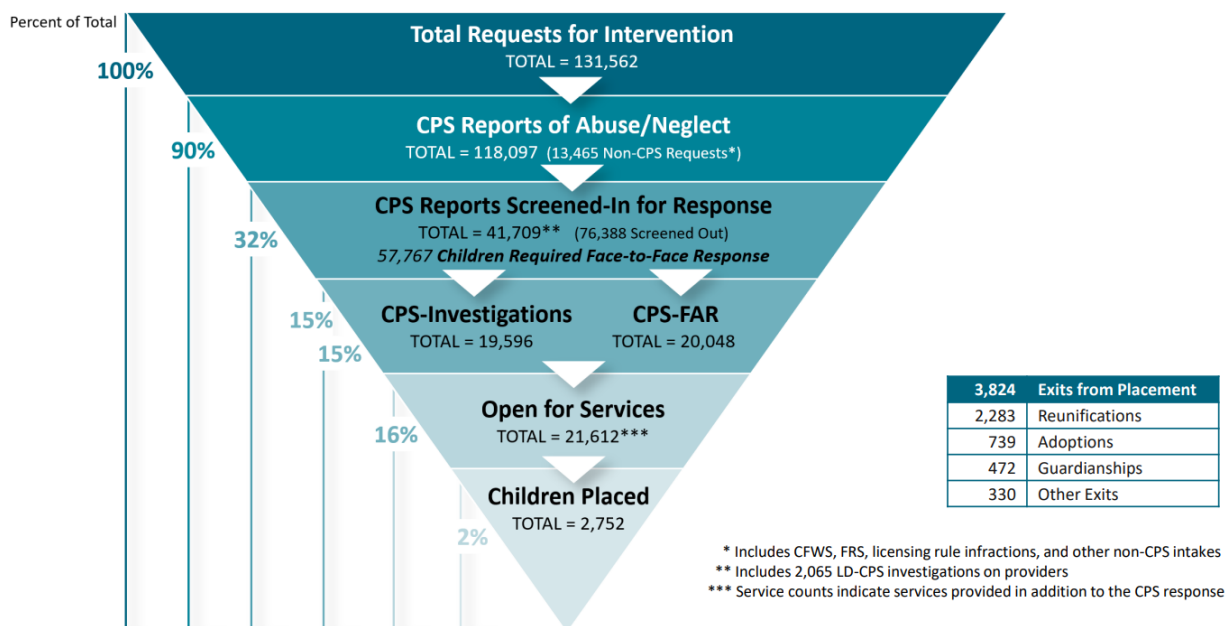 Percent of Total
Total Requests for Intervention
TOTAL = 131,562
100%
CPS Reports of Abuse/Neglect
TOTAL = 118,097 (13,465 Non-CPS Requests*)
90%
CPS Reports Screened-In for Response
TOTAL = 41,709** (76,388 Screened Out)
57,767 Children Required Face-to-Face Response
32%
CPS-Investigations
TOTAL = 19,596
CPS-FAR
TOTAL = 20,048
15%
15%
Open for Services
TOTAL = 21,612***
16%
Children Placed
TOTAL = 2,752
2%
3,824 Exits from Placement
2,283 Reunifications
739 Adoptions
472 Guardianships
330 Other Exits
* Includes CFWS, FRS, licensing rule infractions, and other non-CPS intakes
** Includes 2,065 LD-CPS investigations on providers
*** Service counts indicate services provided in addition to the CPS response